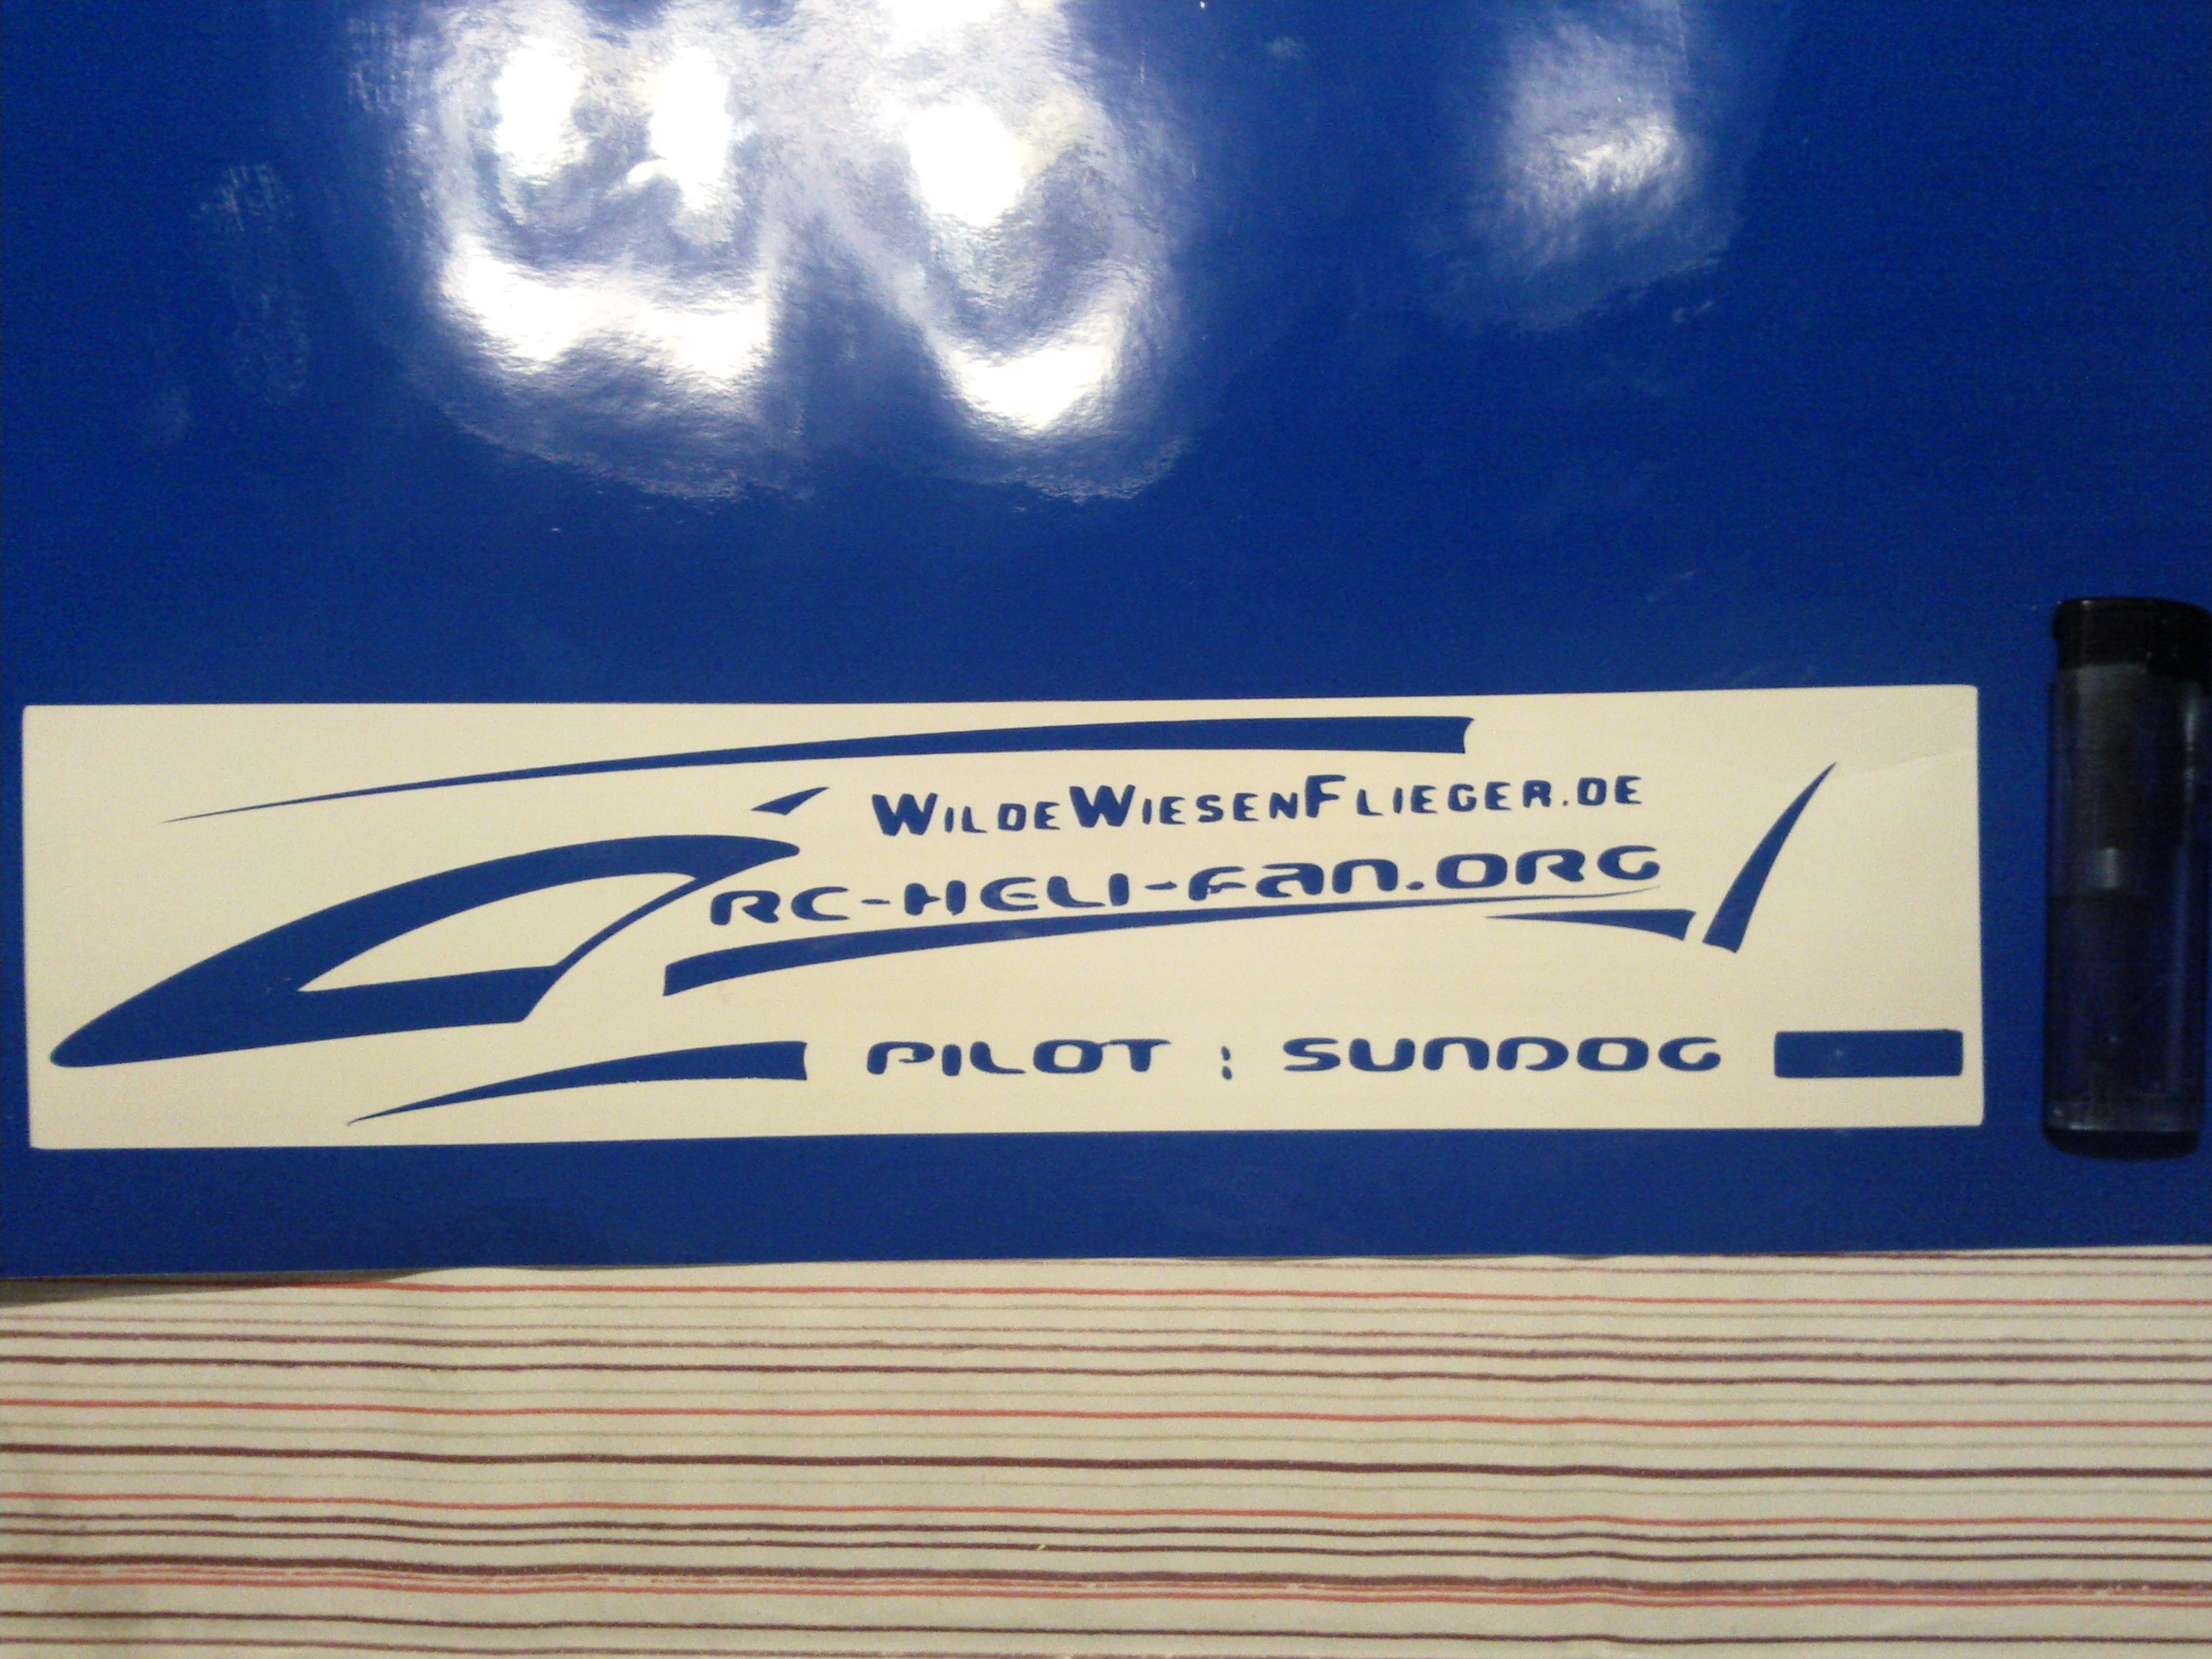 WILDEWIESENFLIEGER.DE
RC-HELI-FAN.ORG
PILOT : SUNDOG